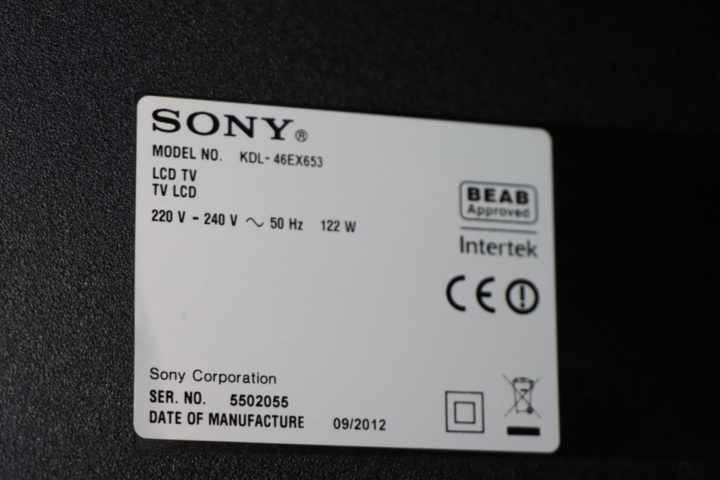 SONY®
MODEL NO. KDL-46EX653
LCD TV
TV LCD
220 V - 240 V ~ 50 Hz 122 W
BEAB
Approved
Intertek
CE
Sony Corporation
SER. NO. 5502055
DATE OF MANUFACTURE 09/2012